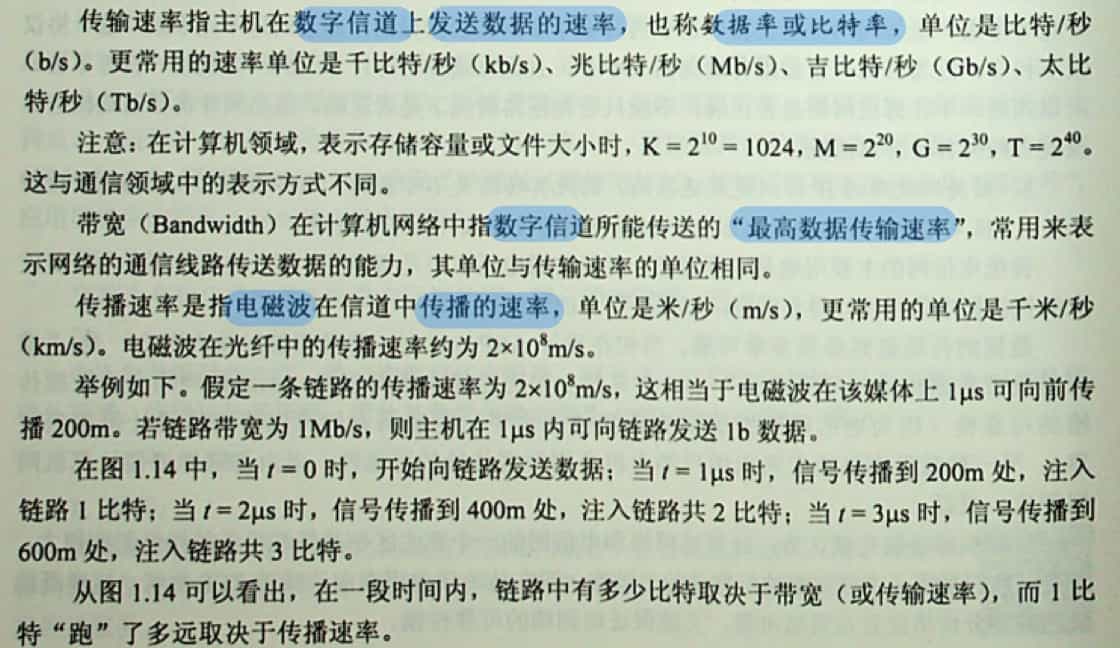 传输速率指主机在数字信道上发送数据的速率，也称数据率或比特率，单位是比特/秒
（b/s）。更常用的速率单位是千比特/秒（kb/s）、兆比特/秒（Mb/s）、吉比特/秒（Gb/s）、太比
特/秒（Tb/s）。
注意：在计算机领域，表示存储容量或文件大小时，K = 2¹⁰ = 1024，M = 2²⁰，G = 2³⁰，T = 2⁴⁰。
这与通信领域中的表示方式不同。
带宽（Bandwidth）在计算机网络中指数字信道所能传送的“最高数据传输速率”，常用来表
示网络的通信线路传送数据的能力，其单位与传输速率的单位相同。
传播速率是指电磁波在信道中传播的速率，单位是米/秒（m/s），更常用的单位是千米/秒
（km/s）。电磁波在光纤中的传播速率约为 2×10⁸m/s。
举例如下。假定一条链路的传播速率为 2×10⁸m/s，这相当于电磁波在该媒体上 1μs 可向前传
播 200m。若链路带宽为 1Mb/s，则主机在 1μs 内可向链路发送 1b 数据。
在图 1.14 中，当 t = 0 时，开始向链路发送数据；当 t = 1μs 时，信号传播到 200m 处，注入
链路 1 比特；当 t = 2μs 时，信号传播到 400m 处，注入链路共 2 比特；当 t = 3μs 时，信号传播到
600m 处，注入链路共 3 比特。
从图 1.14 可以看出，在一段时间内，链路中有多少比特取决于带宽（或传输速率），而 1 比
特“跑”了多远取决于传播速率。